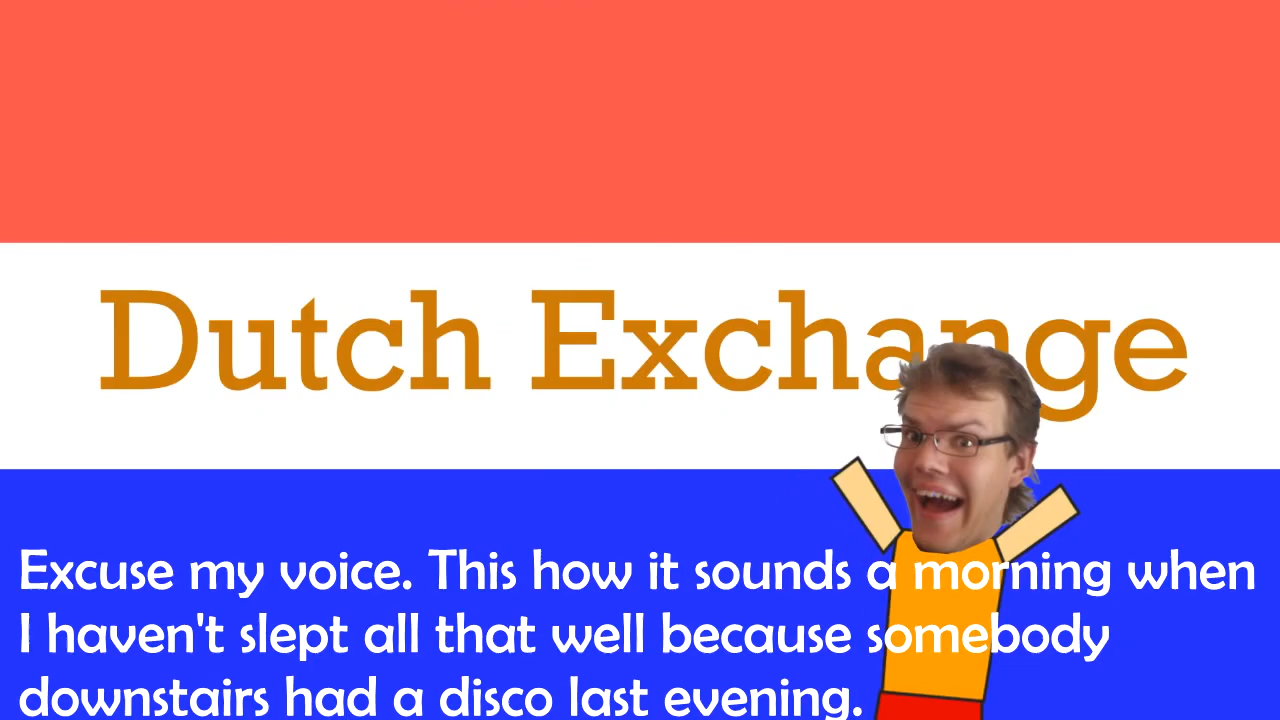 Dutch Exchange
Excuse my voice. This how it sounds a morning when
I haven't slept all that well because somebody
downstairs had a disco last evening.